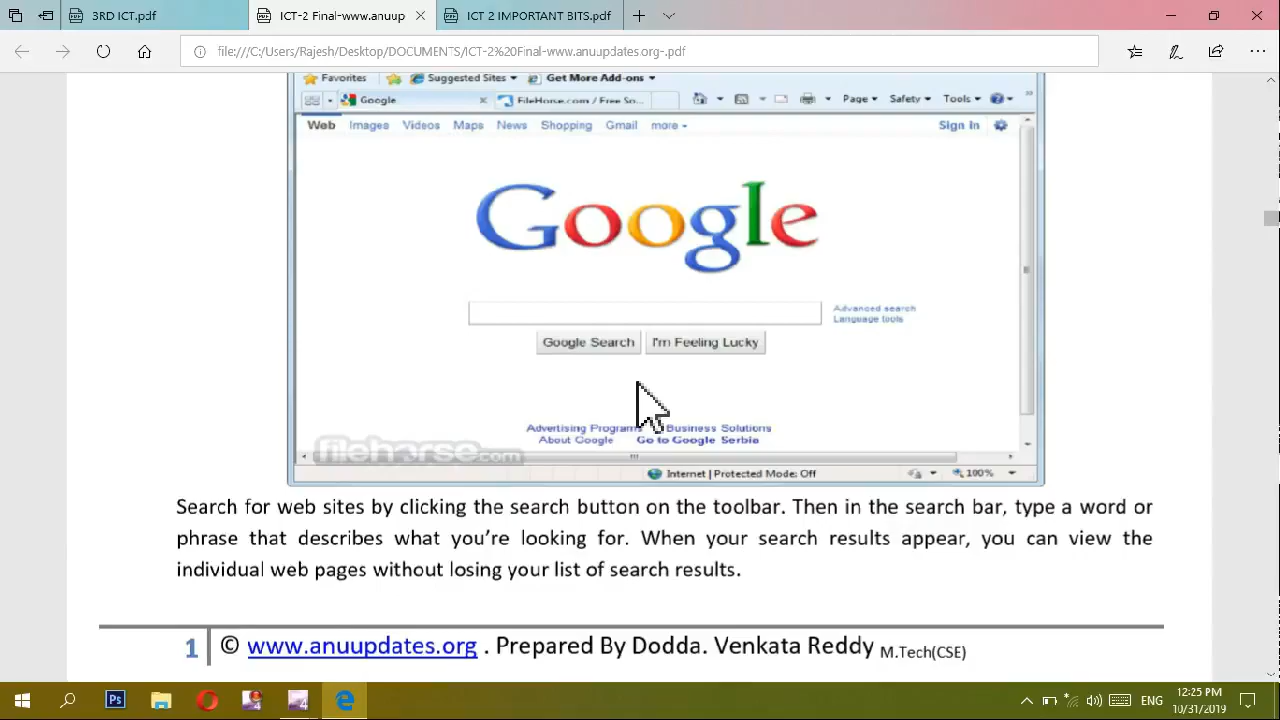 3RD ICT.pdf
ICT-2 www.anuup
ICT 2 IMPORTANT BITS.pdf
file:///C:/Users/Rajesh/Desktop/DOCUMENTS/ICT-2%20Final-www.anuupdates.org-.pdf
Favorites Suggested Sites Get More Add-ons
Google FileHorse.com / Free So... Page Safety Tools
Web Images Videos Maps News Shopping Gmail more Sign in
Google
Advanced search
Language tools
Google Search I'm Feeling Lucky
Advertising Programs Business Solutions
About Google Go to Google Serbia
filehorse.com
Internet | Protected Mode: Off 100%
Search for web sites by clicking the search button on the toolbar. Then in the search bar, type a word or
phrase that describes what you're looking for. When your search results appear, you can view the
individual web pages without losing your list of search results.
1 © www.anuupdates.org . Prepared By Dodda. Venkata Reddy M.Tech(CSE)
Ps
ENG
12:25 PM
10/31/2019